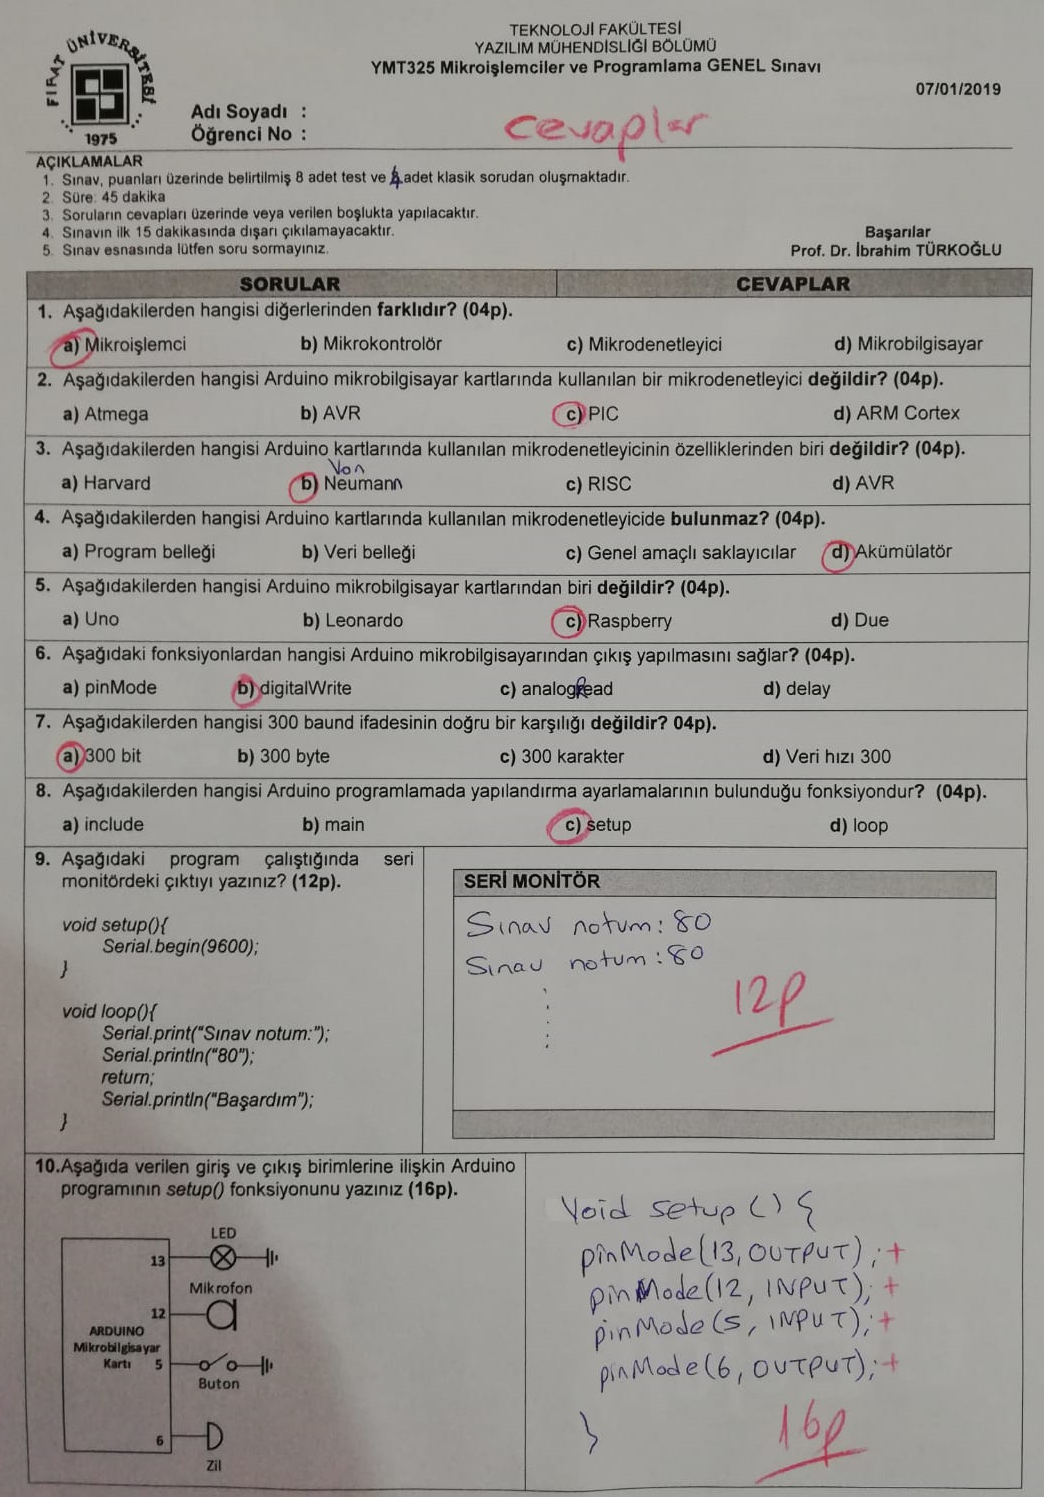 FIRAT ÜNİVERSİTESİ
1975
TEKNOLOJİ FAKÜLTESİ
YAZILIM MÜHENDİSLİĞİ BÖLÜMÜ
YMT325 Mikroişlemciler ve Programlama GENEL Sınavı
07/01/2019
Adı Soyadı :
Öğrenci No :
cevaplar
AÇIKLAMALAR
1. Sınav, puanları üzerinde belirtilmiş 8 adet test ve adet klasik sorudan oluşmaktadır.
2. Süre: 45 dakika
3. Soruların cevapları üzerinde veya verilen boşlukta yapılacaktır.
4. Sınavın ilk 15 dakikasında dışarı çıkılamayacaktır.
5. Sınav esnasında lütfen soru sormayınız.
Başarılar
Prof. Dr. İbrahim TÜRKOĞLU
SORULAR CEVAPLAR
1. Aşağıdakilerden hangisi diğerlerinden farklıdır? (04p).
a) Mikroişlemci b) Mikrokontrolör c) Mikrodenetleyici d) Mikrobilgisayar
2. Aşağıdakilerden hangisi Arduino mikrobilgisayar kartlarında kullanılan bir mikrodenetleyici değildir? (04p).
a) Atmega b) AVR c) PIC d) ARM Cortex
3. Aşağıdakilerden hangisi Arduino kartlarında kullanılan mikrodenetleyicinin özelliklerinden biri değildir? (04p).
Von
a) Harvard b) Neumann c) RISC d) AVR
4. Aşağıdakilerden hangisi Arduino kartlarında kullanılan mikrodenetleyicide bulunmaz? (04p).
a) Program belleği b) Veri belleği c) Genel amaçlı saklayıcılar d) Akümülatör
5. Aşağıdakilerden hangisi Arduino mikrobilgisayar kartlarından biri değildir? (04p).
a) Uno b) Leonardo c) Raspberry d) Due
6. Aşağıdaki fonksiyonlardan hangisi Arduino mikrobilgisayarından çıkış yapılmasını sağlar? (04p).
a) pinMode b) digitalWrite c) analogRead d) delay
7. Aşağıdakilerden hangisi 300 baund ifadesinin doğru bir karşılığı değildir? 04p).
a) 300 bit b) 300 byte c) 300 karakter d) Veri hızı 300
8. Aşağıdakilerden hangisi Arduino programlamada yapılandırma ayarlamalarının bulunduğu fonksiyondur? (04p).
a) include b) main c) setup d) loop
9. Aşağıdaki program çalıştığında seri
monitördeki çıktıyı yazınız? (12p).
void setup(){
Serial.begin(9600);
}
void loop(){
Serial.print("Sınav notum:");
Serial.println("80");
return;
Serial.println("Başardım");
}
SERİ MONİTÖR
Sınav notum: 80
Sınav notum: 80
12p
10.Aşağıda verilen giriş ve çıkış birimlerine ilişkin Arduino
programının setup() fonksiyonunu yazınız (16p).
LED
13
Mikrofon
12
ARDUINO
Mikrobilgisayar
Kartı 5
Buton
6
Zil
Void setup () {
pinMode(13, OUTPUT); +
pinMode(12, INPUT); +
pinMode(5, INPUT); +
pinMode(6, OUTPUT); +
}
16p